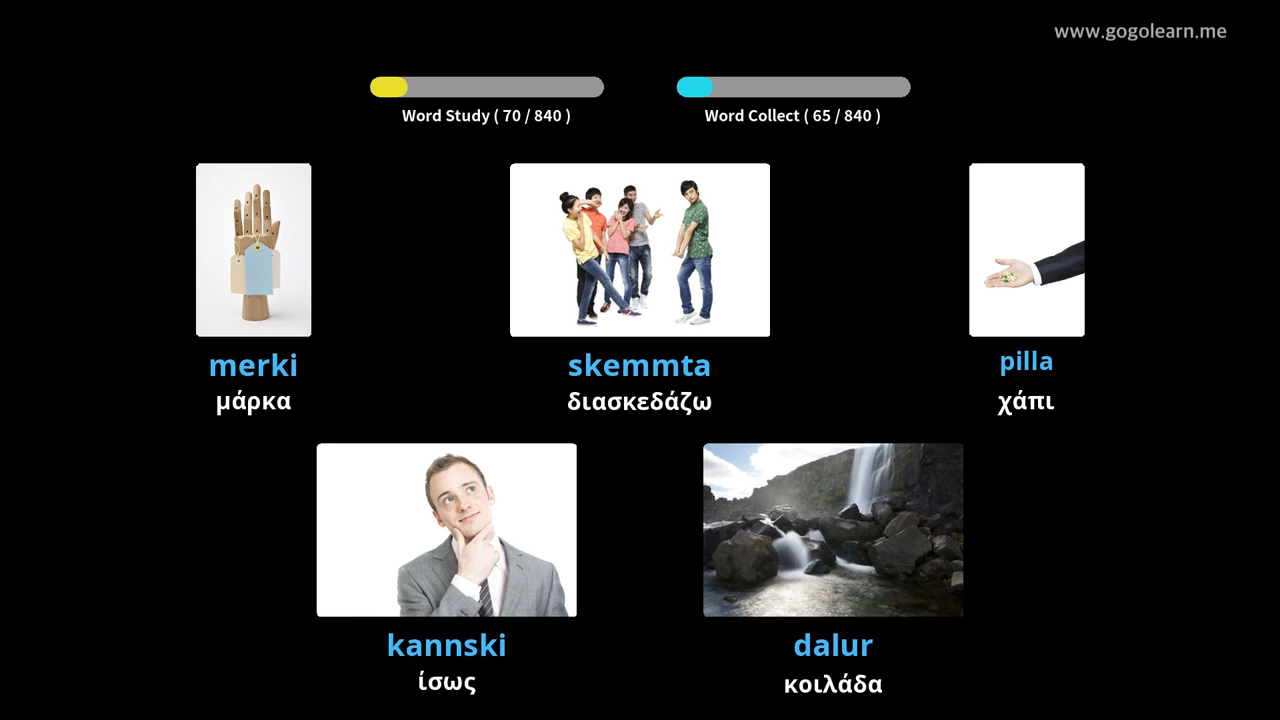 www.gogolearn.me
Word Study ( 70 / 840 )
Word Collect ( 65 / 840 )
merki
μάρκα
skemmta
διασκεδάζω
pilla
χάπι
kannski
ίσως
dalur
κοιλάδα